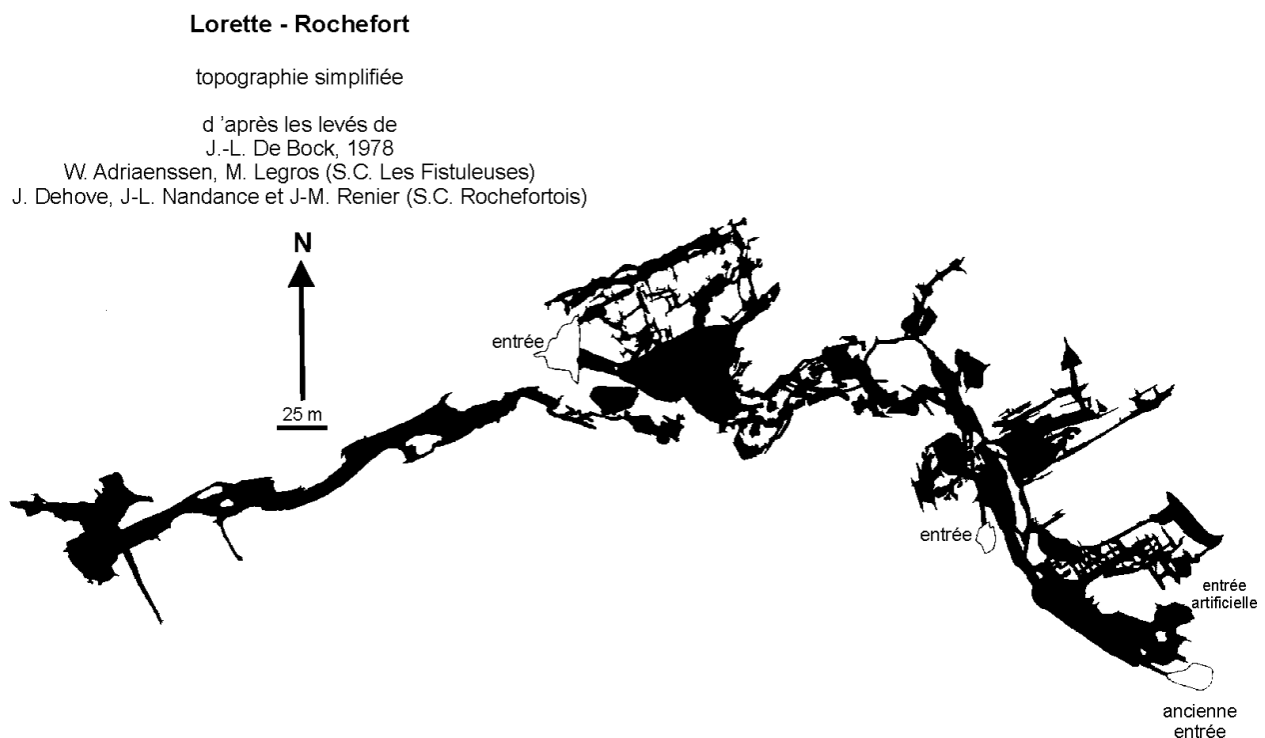 Lorette - Rochefort
topographie simplifiée
d 'après les levés de
J.-L. De Bock, 1978
W. Adriaenssen, M. Legros (S.C. Les Fistuleuses)
J. Dehove, J-L. Nandance et J-M. Renier (S.C. Rochefortois)
N
25 m
entrée
entrée
entrée
artificielle
ancienne
entrée